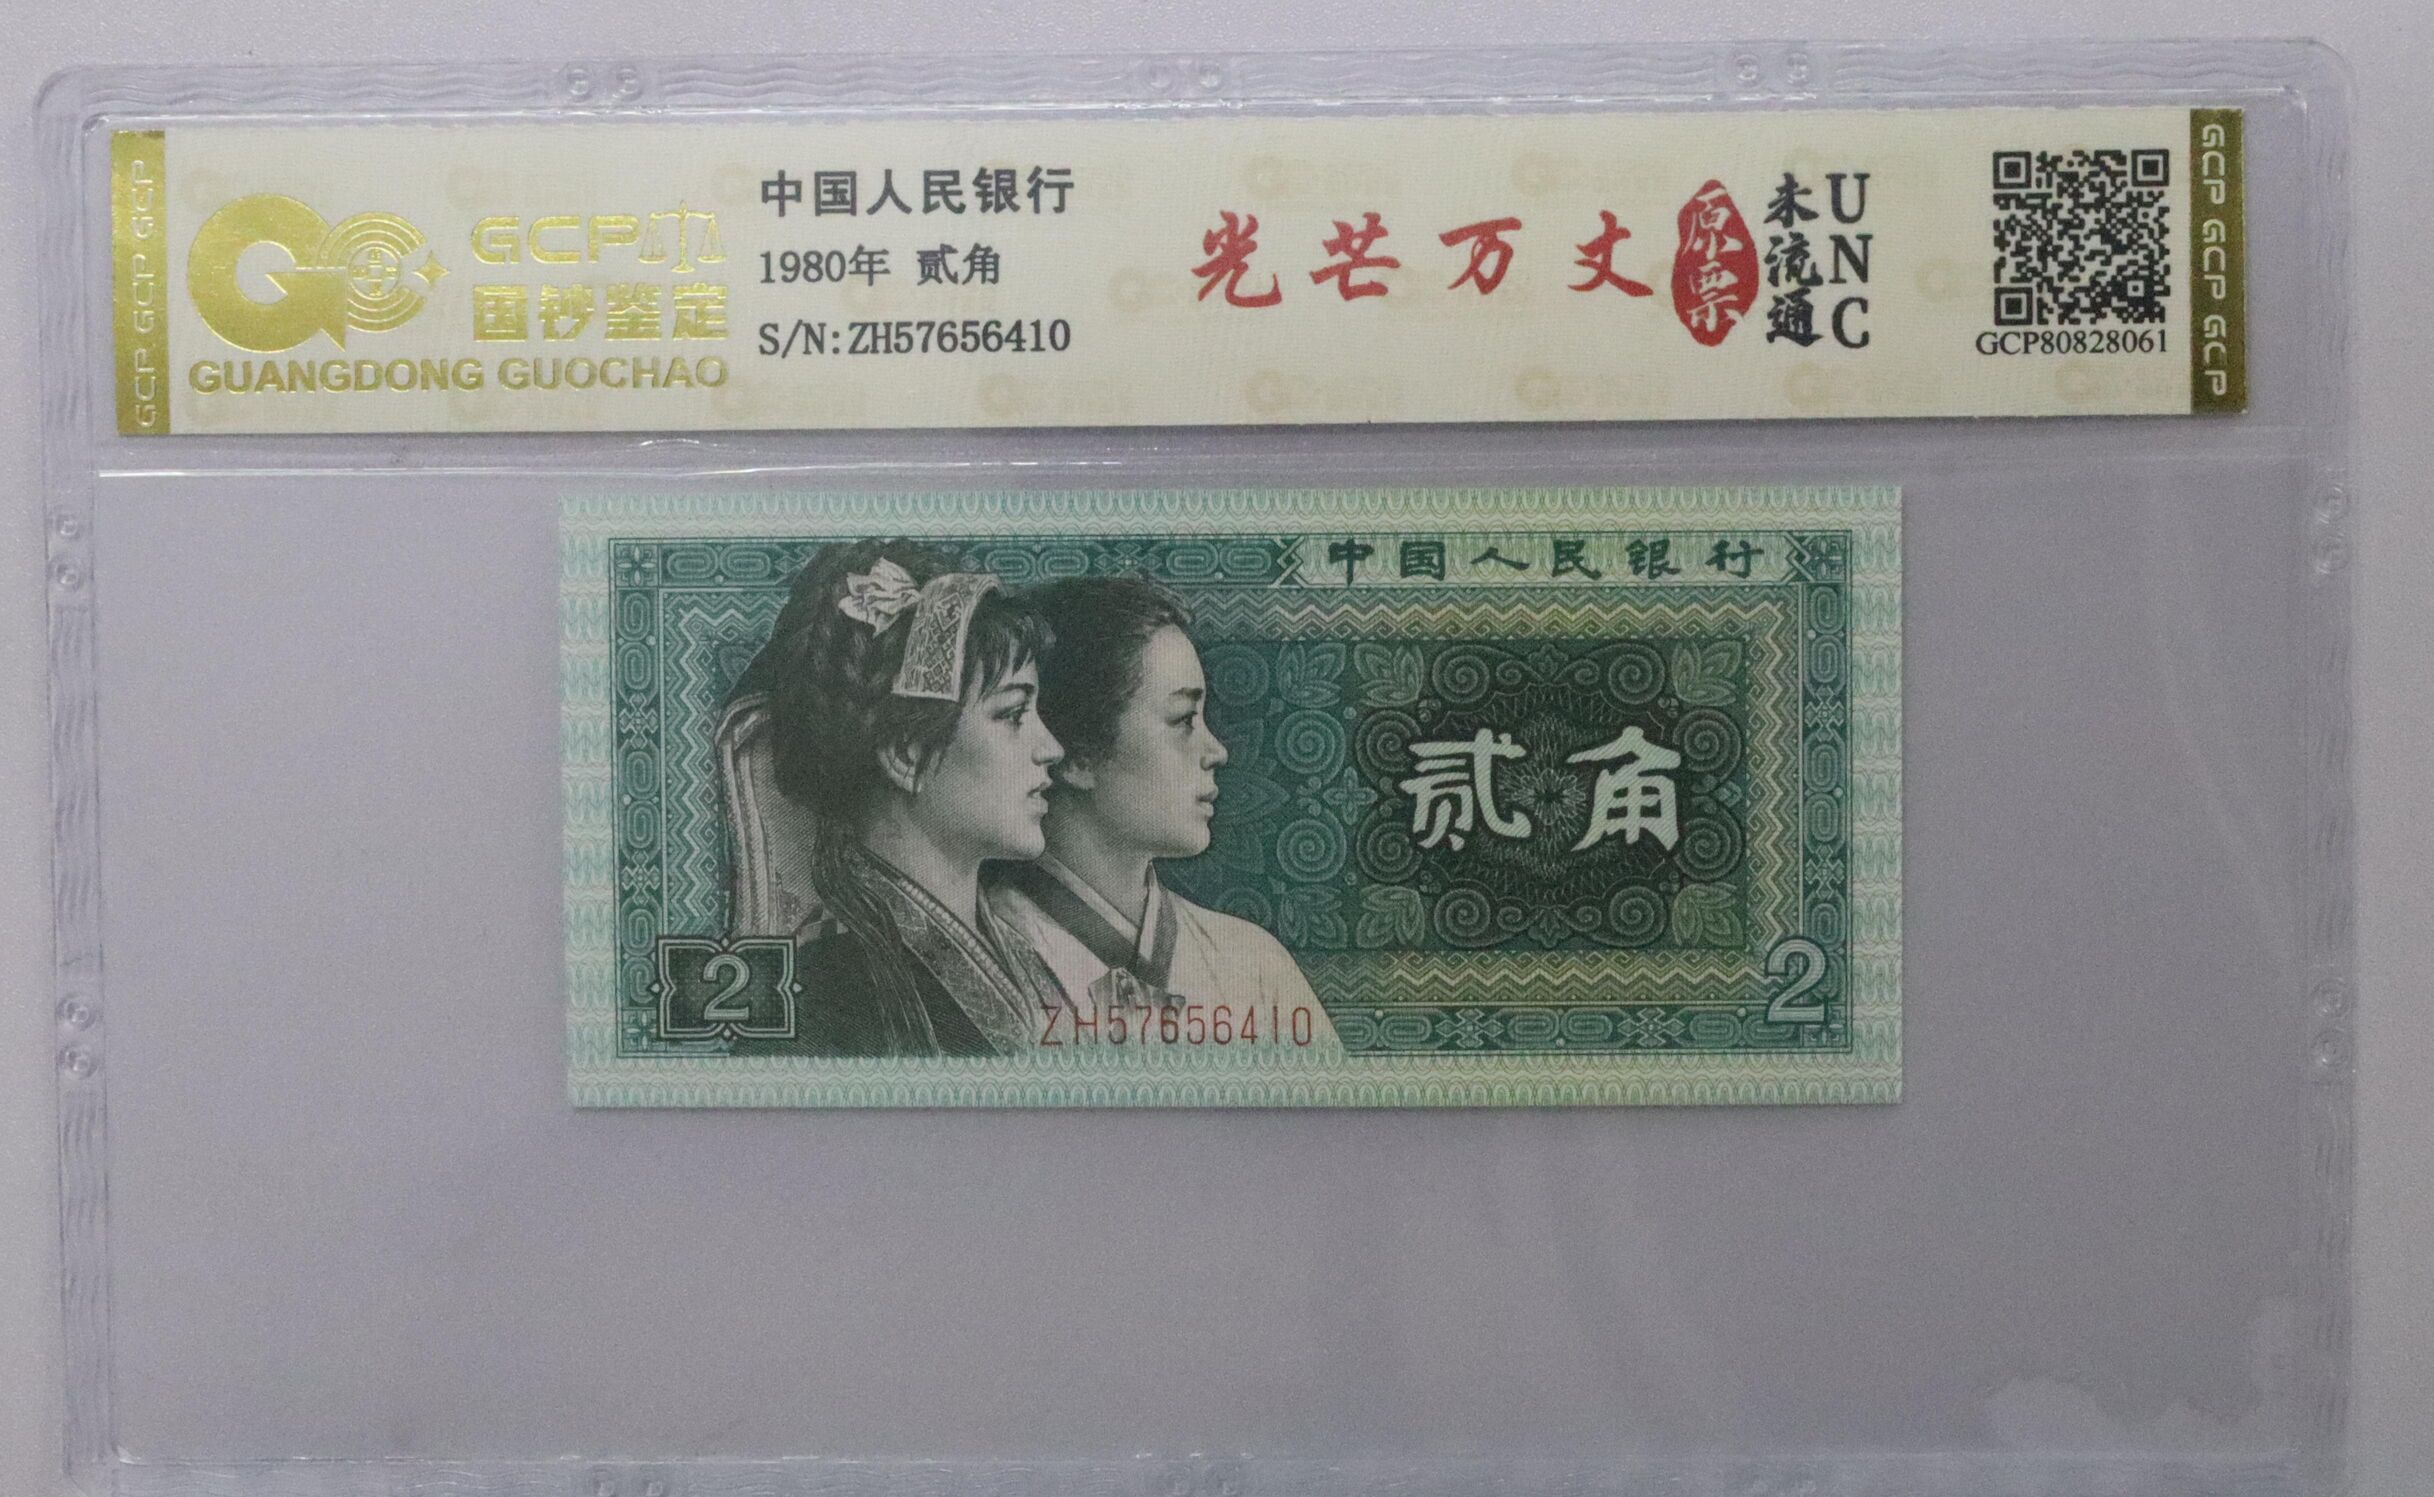 GCP GCP GCP
GCP
国钞鉴定
GUANGDONG GUOCHAO
中国人民银行
1980年 贰角
S/N:ZH57656410
光芒万丈
原票
未流通
UNC
GCP80828061
GCP GCP GCP
中国人民银行
贰角
2
ZH57656410
2